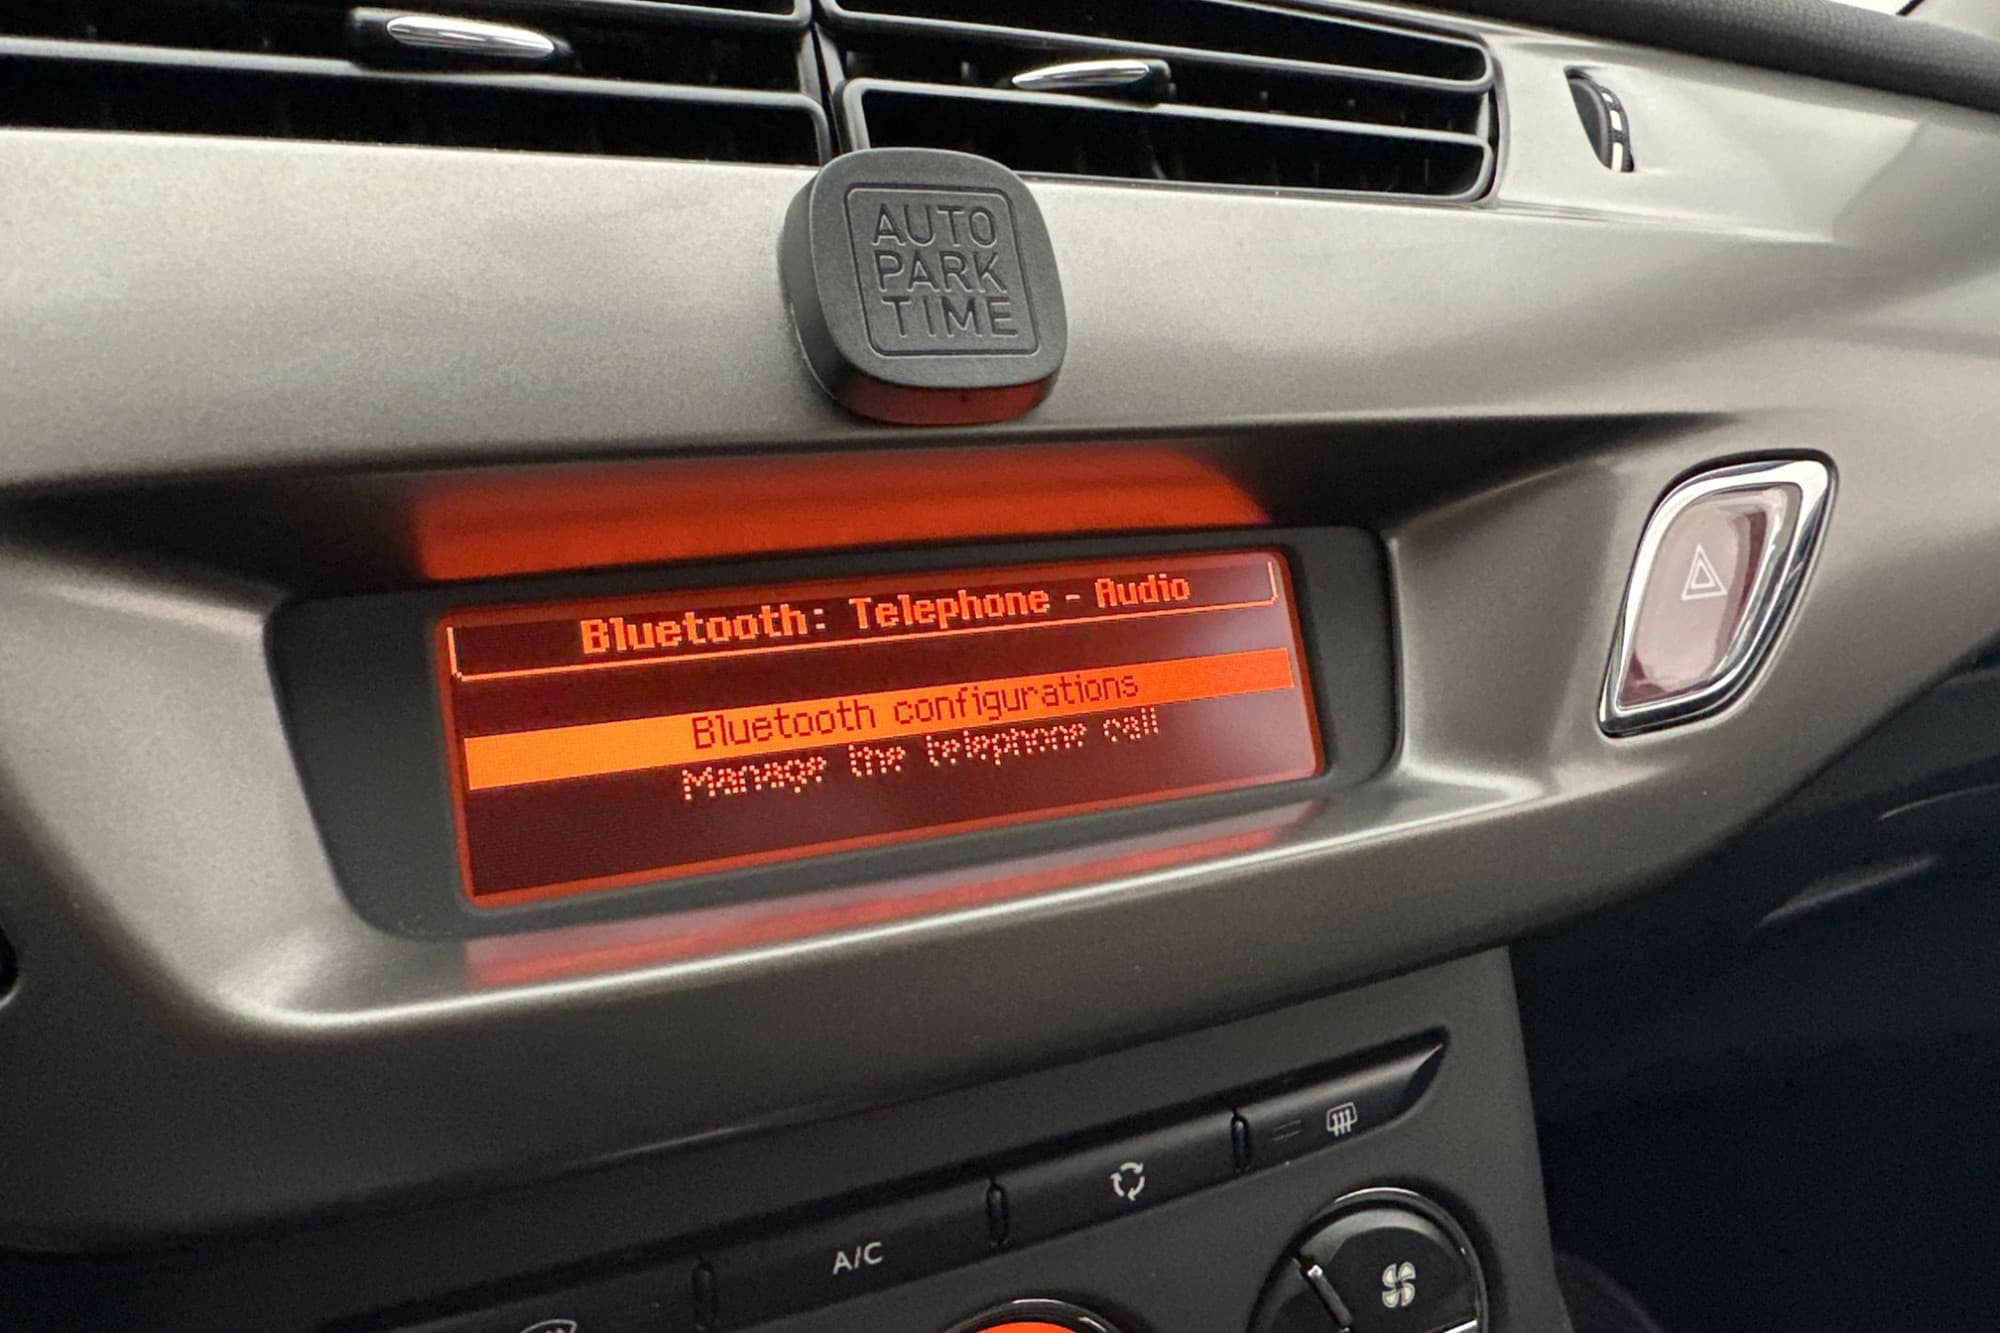 AUTO
PARK
TIME
Bluetooth: Telephone - Audio
Bluetooth configurations
Manage the telephone call
A/C